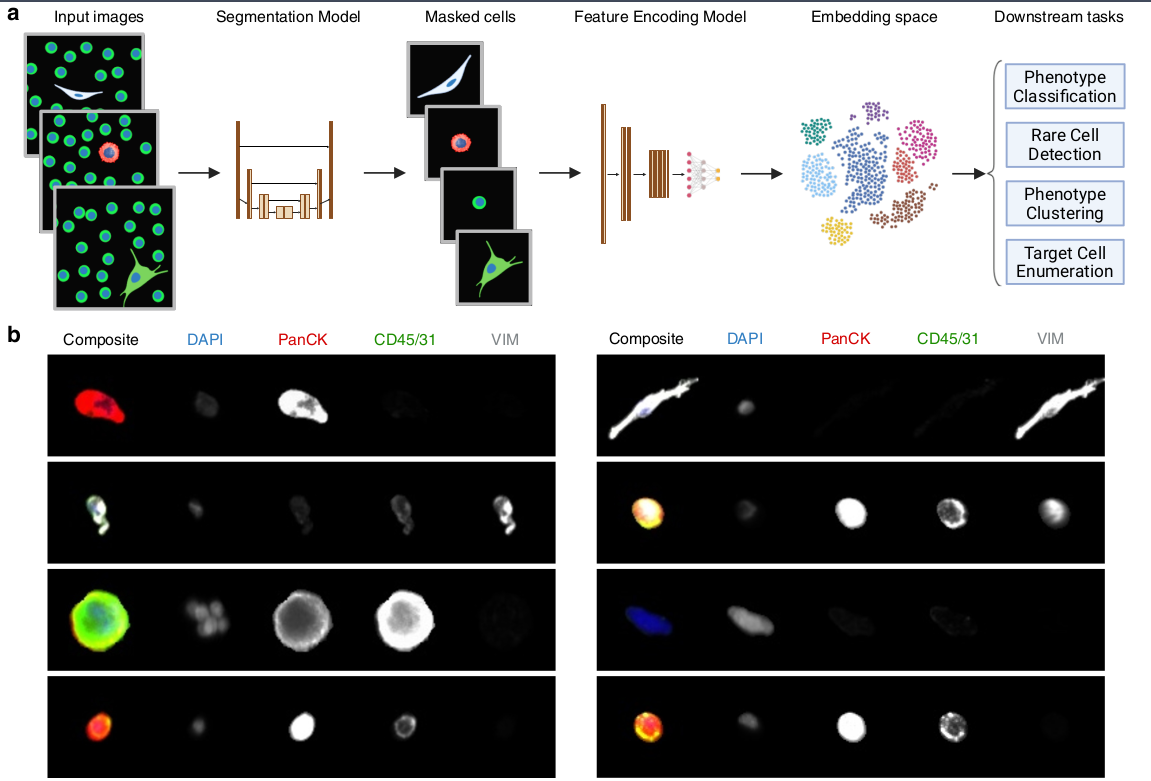 a
Input images
Segmentation Model
Masked cells
Feature Encoding Model
Embedding space
Downstream tasks
Phenotype
Classification
Rare Cell
Detection
Phenotype
Clustering
Target Cell
Enumeration
b
Composite DAPI PanCK CD45/31 VIM
Composite DAPI PanCK CD45/31 VIM